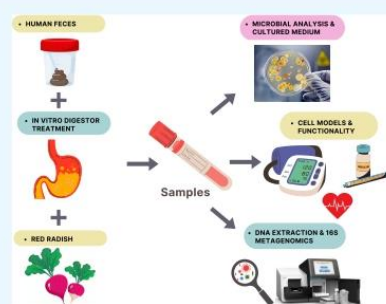 • HUMAN FECES
• IN VITRO DIGESTOR
TREATMENT
• RED RADISH
Samples
• MICROBIAL ANALYSIS &
CULTURED MEDIUM
• CELL MODELS &
FUNCTIONALITY
• DNA EXTRACTION & 16S
METAGENOMICS